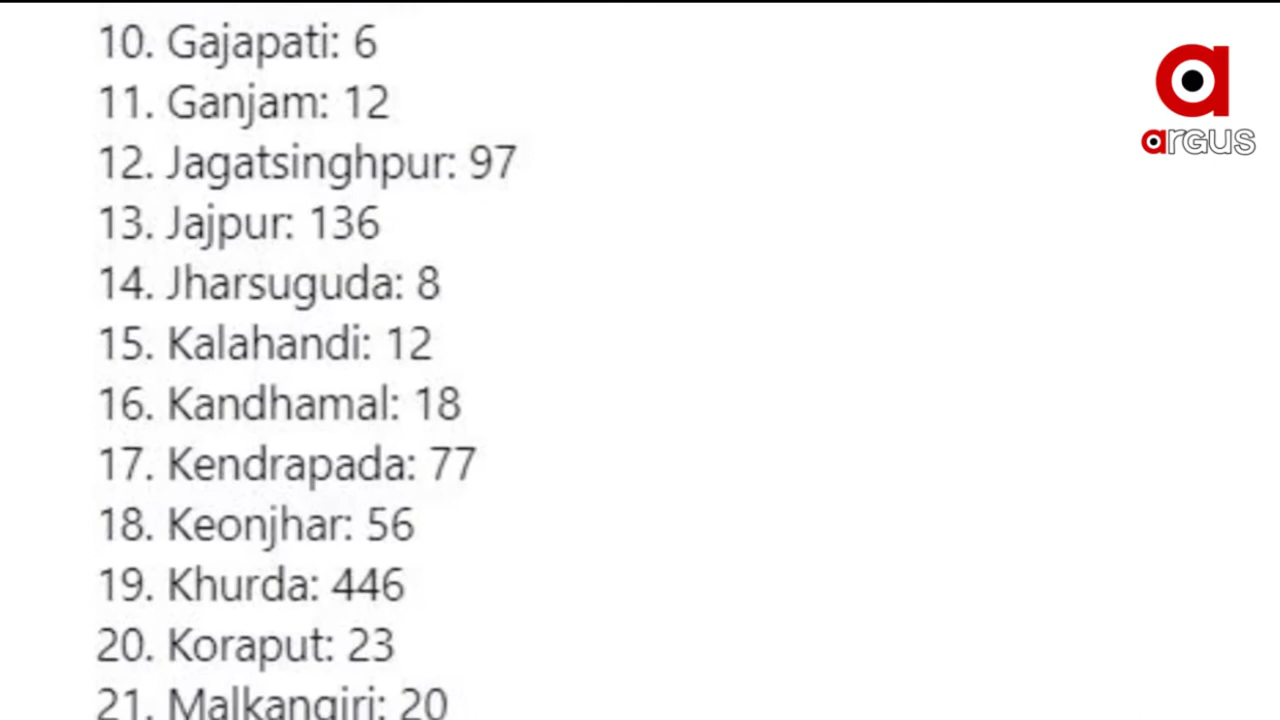 10. Gajapati: 6
11. Ganjam: 12
12. Jagatsinghpur: 97
13. Jajpur: 136
14. Jharsuguda: 8
15. Kalahandi: 12
16. Kandhamal: 18
17. Kendrapada: 77
18. Keonjhar: 56
19. Khurda: 446
20. Koraput: 23
21. Malkangiri: 20
a
argus